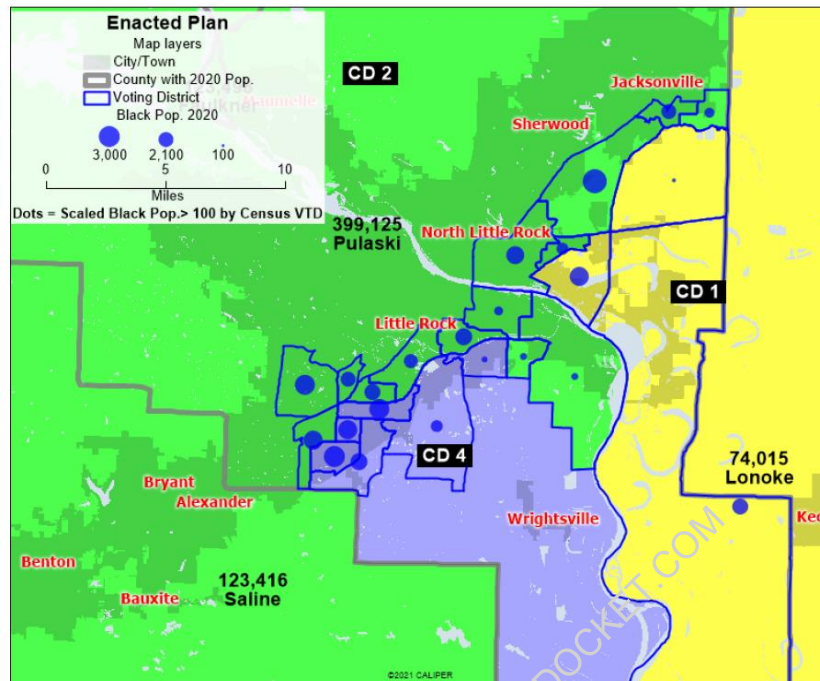 Enacted Plan
Map layers
City/Town
County with 2020 Pop.
Voting District
Black Pop. 2020
3,000
2,100
100
0
5
10
Miles
Dots = Scaled Black Pop.> 100 by Census VTD
CD 2
Faulkner
Maumelle
Jacksonville
Sherwood
399,125
Pulaski
North Little Rock
CD 1
Little Rock
CD 4
74,015
Lonoke
Bryant
Alexander
Wrightsville
Benton
123,416
Saline
Bauxite
DOCKET.COM
©2021 CALIPER